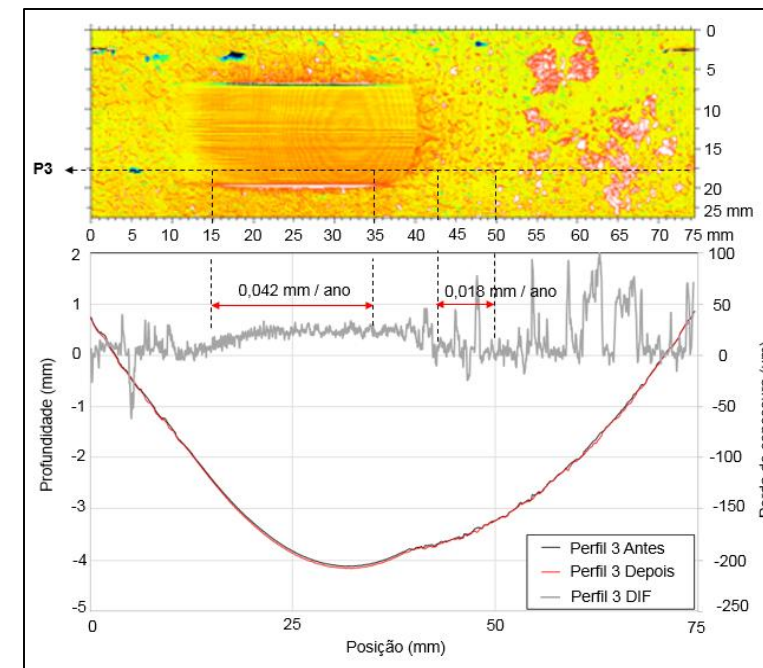 0
5
10
P3
15
20
25 mm
0 5 10 15 20 25 30 35 40 45 50 55 60 65 70 75 mm
2 100
0,042 mm / ano 0,018 mm / ano
1 50
0 0
-1 -50
-2 -100
-3 -150
-4 -200
-5 -250
Profundidade (mm)
Perfil 3 Antes
Perfil 3 Depois
Perfil 3 DIF
0 25 50 75
Posição (mm)